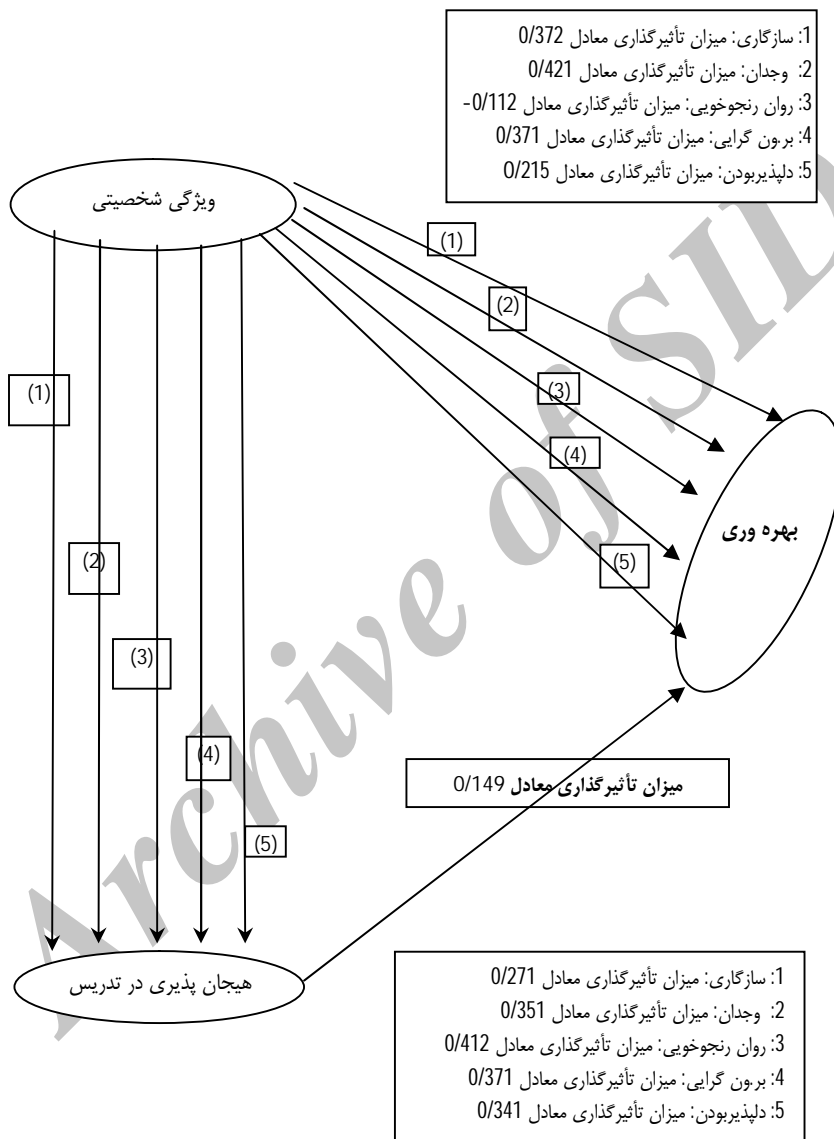 1: سازگاری: میزان تأثیرگذاری معادل 0/372
2: وجدان: میزان تأثیرگذاری معادل 0/421
3: روان رنجوخویی: میزان تأثیرگذاری معادل 0/112-
4: بر.ون گرایی: میزان تأثیرگذاری معادل 0/371
5: دلپذیربودن: میزان تأثیرگذاری معادل 0/215
ویژگی شخصیتی
(1)
(2)
(3)
(4)
(5)
(1)
(2)
(3)
(4)
(5)
بهره وری
میزان تأثیرگذاری معادل 0/149
هیجان پذیری در تدریس
1: سازگاری: میزان تأثیرگذاری معادل 0/271
2: وجدان: میزان تأثیرگذاری معادل 0/351
3: روان رنجوخویی: میزان تأثیرگذاری معادل 0/412
4: بر.ون گرایی: میزان تأثیرگذاری معادل 0/371
5: دلپذیربودن: میزان تأثیرگذاری معادل 0/341
Archive of SID